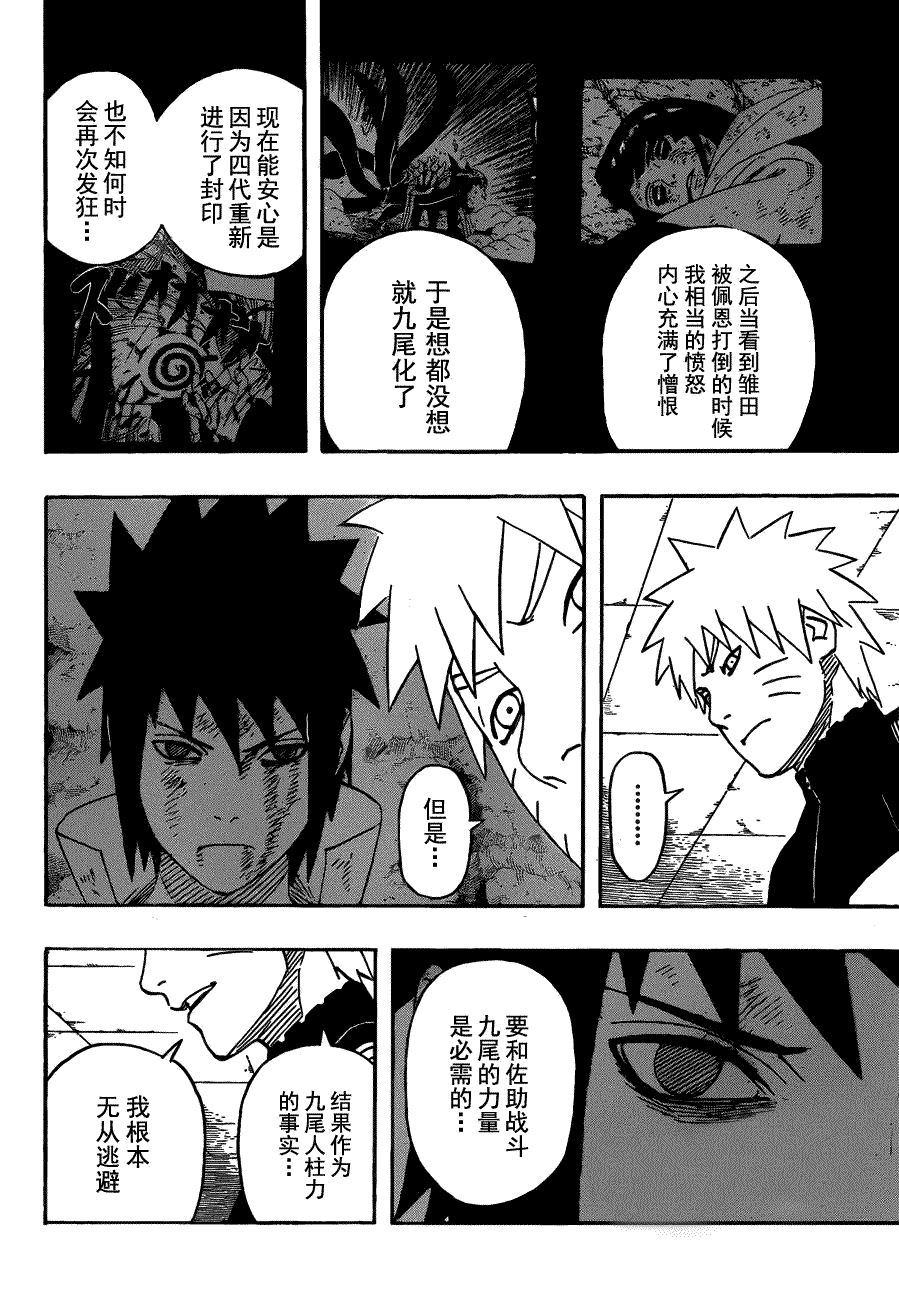 之后当看到雏田
被佩恩打倒的时候
我相当的愤怒
内心充满了憎恨
于是想都没想
就九尾化了
现在能安心是
因为四代重新
进行了封印
也不知何时
会再次发狂…
ズオオオオ
………
但是…
要和佐助战斗
九尾的力量
是必需的…
结果作为
九尾人柱力
的事实…
我根本
无从逃避